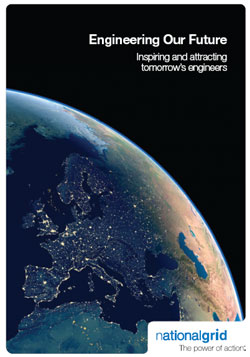 Engineering Our Future
Inspiring and attracting
tomorrow's engineers
nationalgrid
The power of action.